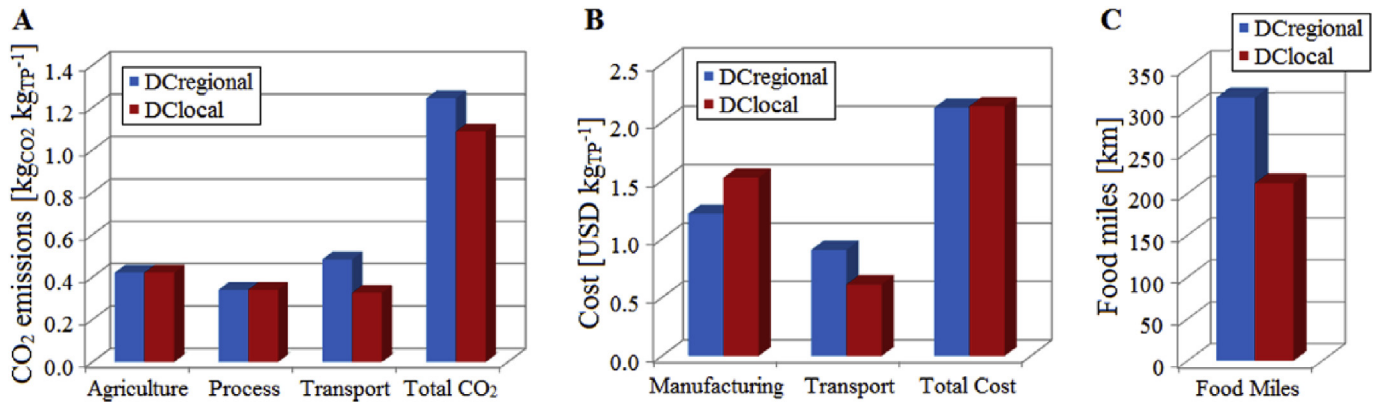 A
CO₂ emissions [kgCO2 kgTP⁻¹]
1.4
1.2
1.0
0.8
0.6
0.4
0.2
0.0
DCregional
DClocal
Agriculture Process Transport Total CO₂
B
Cost [USD kgTP⁻¹]
2.5
2.0
1.5
1.0
0.5
0.0
DCregional
DClocal
Manufacturing Transport Total Cost
C
Food miles [km]
350
300
250
200
150
100
50
0
DCregional
DClocal
Food Miles